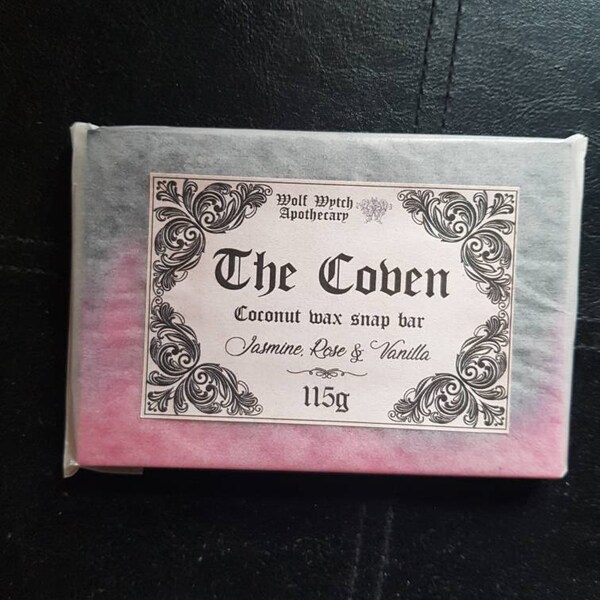 Wolf Wytch
Apothecary
The Coven
Coconut wax snap bar
Jasmine, Rose & Vanilla
115g